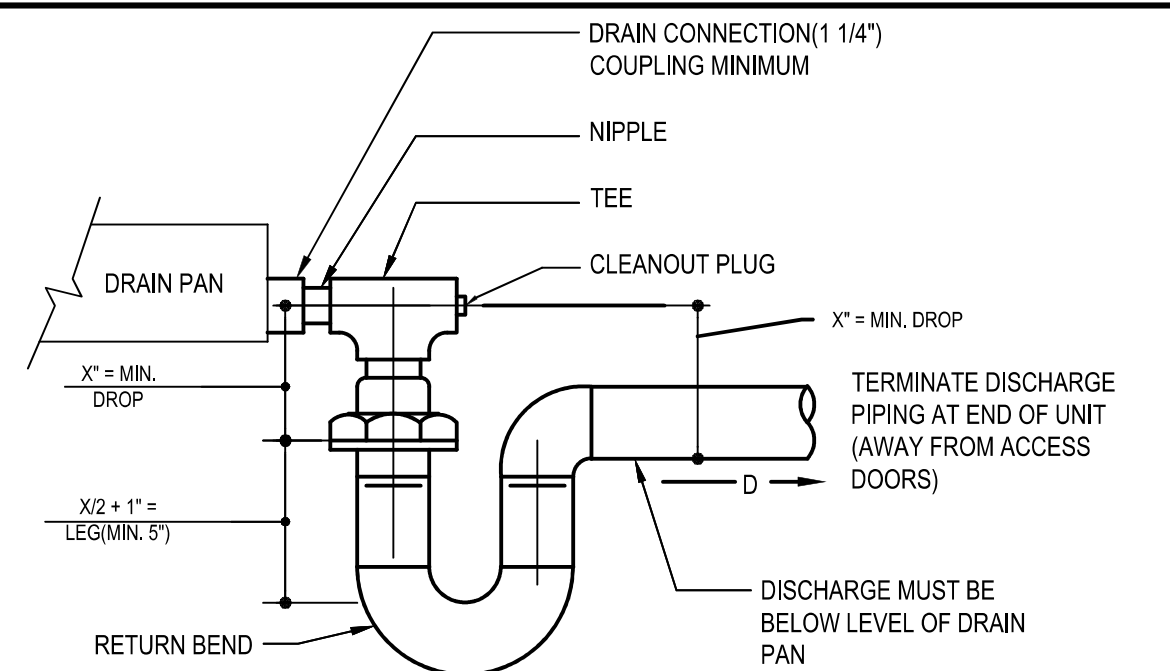 DRAIN CONNECTION(1 1/4")
COUPLING MINIMUM
NIPPLE
TEE
CLEANOUT PLUG
DRAIN PAN
X" = MIN. DROP
X" = MIN.
DROP
TERMINATE DISCHARGE
PIPING AT END OF UNIT
(AWAY FROM ACCESS
DOORS)
D
X/2 + 1" =
LEG(MIN. 5")
DISCHARGE MUST BE
BELOW LEVEL OF DRAIN
PAN
RETURN BEND